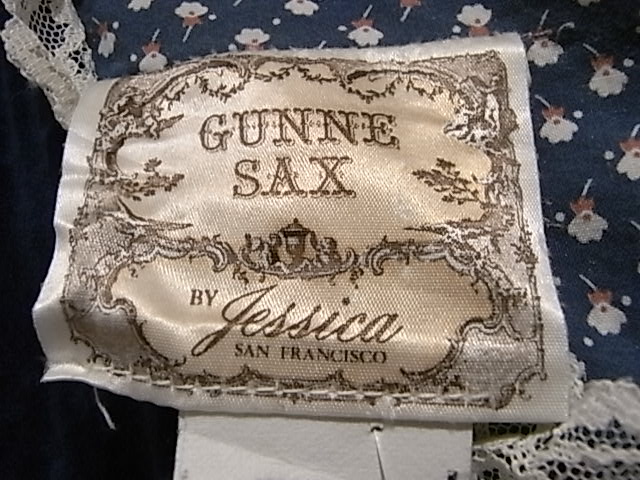 GUNNE
SAX
BY Jessica
SAN FRANCISCO